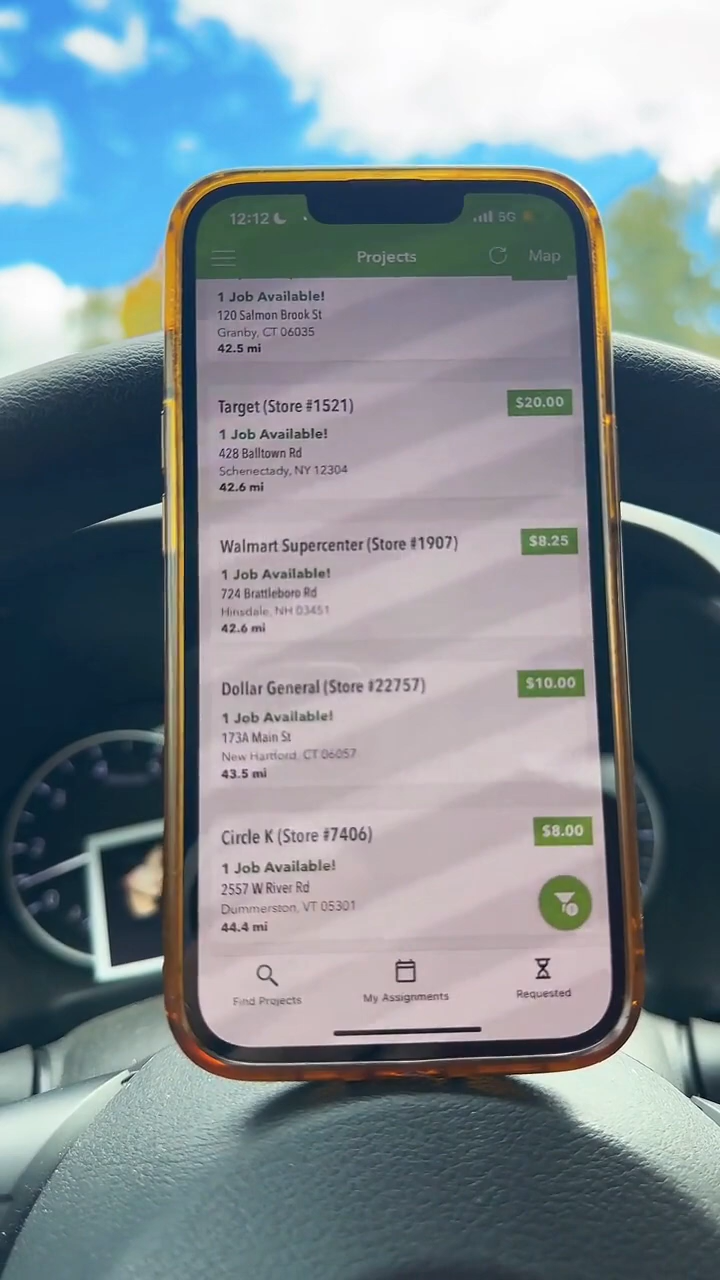 12:12
5G
Projects
Map
1 Job Available!
120 Salmon Brook St
Granby, CT 06035
42.5 mi
Target (Store #1521)
$20.00
1 Job Available!
428 Balltown Rd
Schenectady, NY 12304
42.6 mi
Walmart Supercenter (Store #1907)
$8.25
1 Job Available!
724 Brattleboro Rd
Hinsdale, NH 03451
42.6 mi
Dollar General (Store #22757)
$10.00
1 Job Available!
173A Main St
New Hartford, CT 06057
43.5 mi
Circle K (Store #7406)
$8.00
1 Job Available!
2557 W River Rd
Dummerston, VT 05301
44.4 mi
Find Projects
My Assignments
Requested